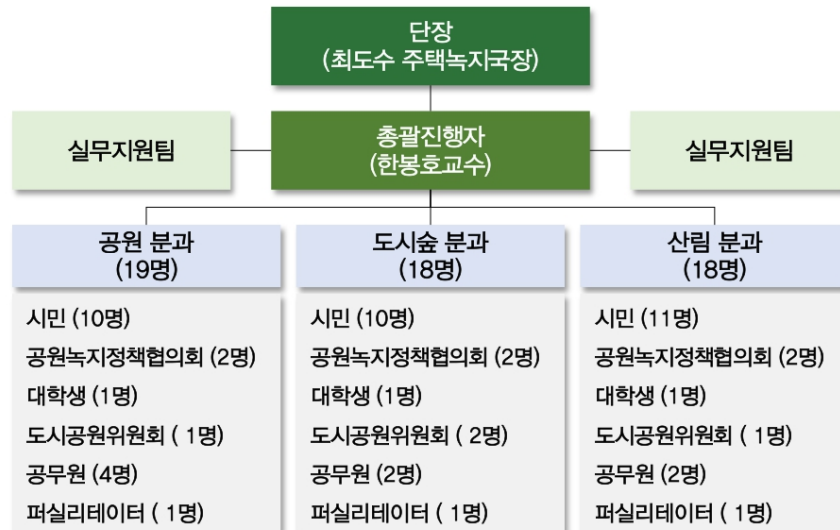 단장
(최도수 주택녹지국장)
실무지원팀
총괄진행자
(한봉호교수)
실무지원팀
공원 분과
(19명)
시민 (10명)
공원녹지정책협의회 (2명)
대학생 (1명)
도시공원위원회 ( 1명)
공무원 (4명)
퍼실리테이터 ( 1명)
도시숲 분과
(18명)
시민 (10명)
공원녹지정책협의회 (2명)
대학생 (1명)
도시공원위원회 ( 2명)
공무원 (2명)
퍼실리테이터 ( 1명)
산림 분과
(18명)
시민 (11명)
공원녹지정책협의회 (2명)
대학생 (1명)
도시공원위원회 ( 1명)
공무원 (2명)
퍼실리테이터 ( 1명)